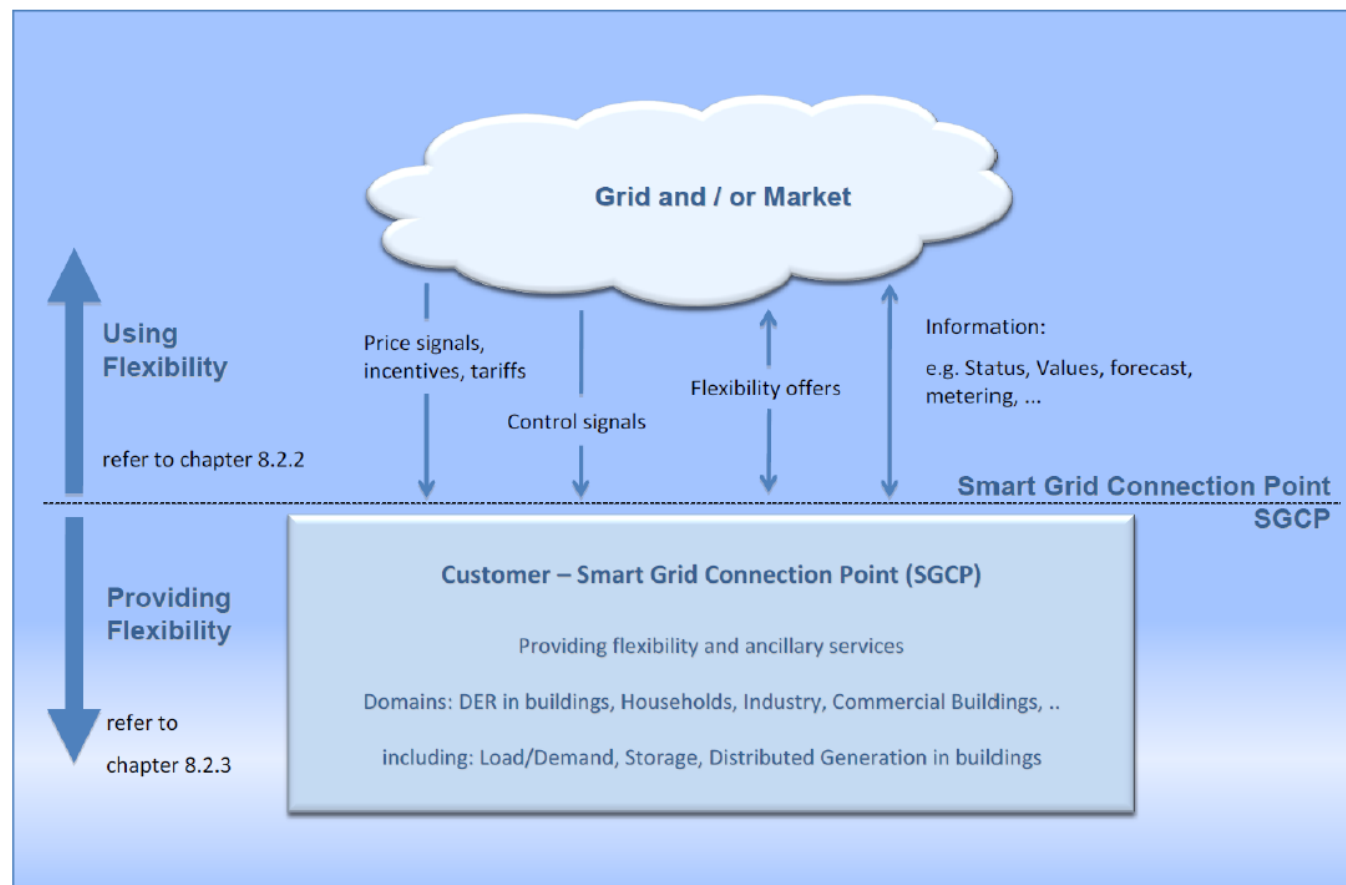 Grid and / or Market
Using
Flexibility
refer to chapter 8.2.2
Price signals,
incentives, tariffs
Control signals
Flexibility offers
Information:
e.g. Status, Values, forecast,
metering, ...
Smart Grid Connection Point
SGCP
Providing
Flexibility
refer to
chapter 8.2.3
Customer – Smart Grid Connection Point (SGCP)
Providing flexibility and ancillary services
Domains: DER in buildings, Households, Industry, Commercial Buildings, ..
including: Load/Demand, Storage, Distributed Generation in buildings